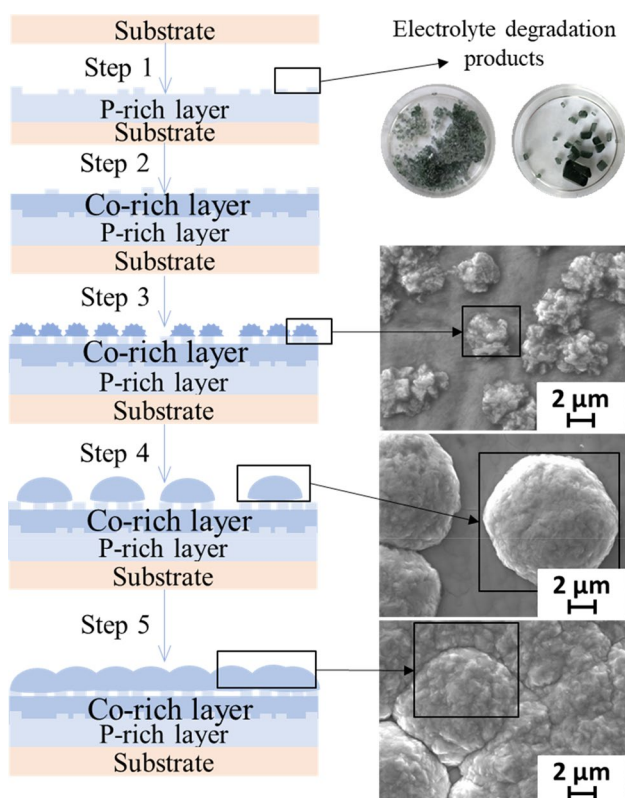 Substrate
Electrolyte degradation
products
Step 1
P-rich layer
Substrate
Step 2
Co-rich layer
P-rich layer
Substrate
Step 3
Co-rich layer
P-rich layer
Substrate
2 μm
Step 4
Co-rich layer
P-rich layer
Substrate
2 μm
Step 5
Co-rich layer
P-rich layer
Substrate
2 μm